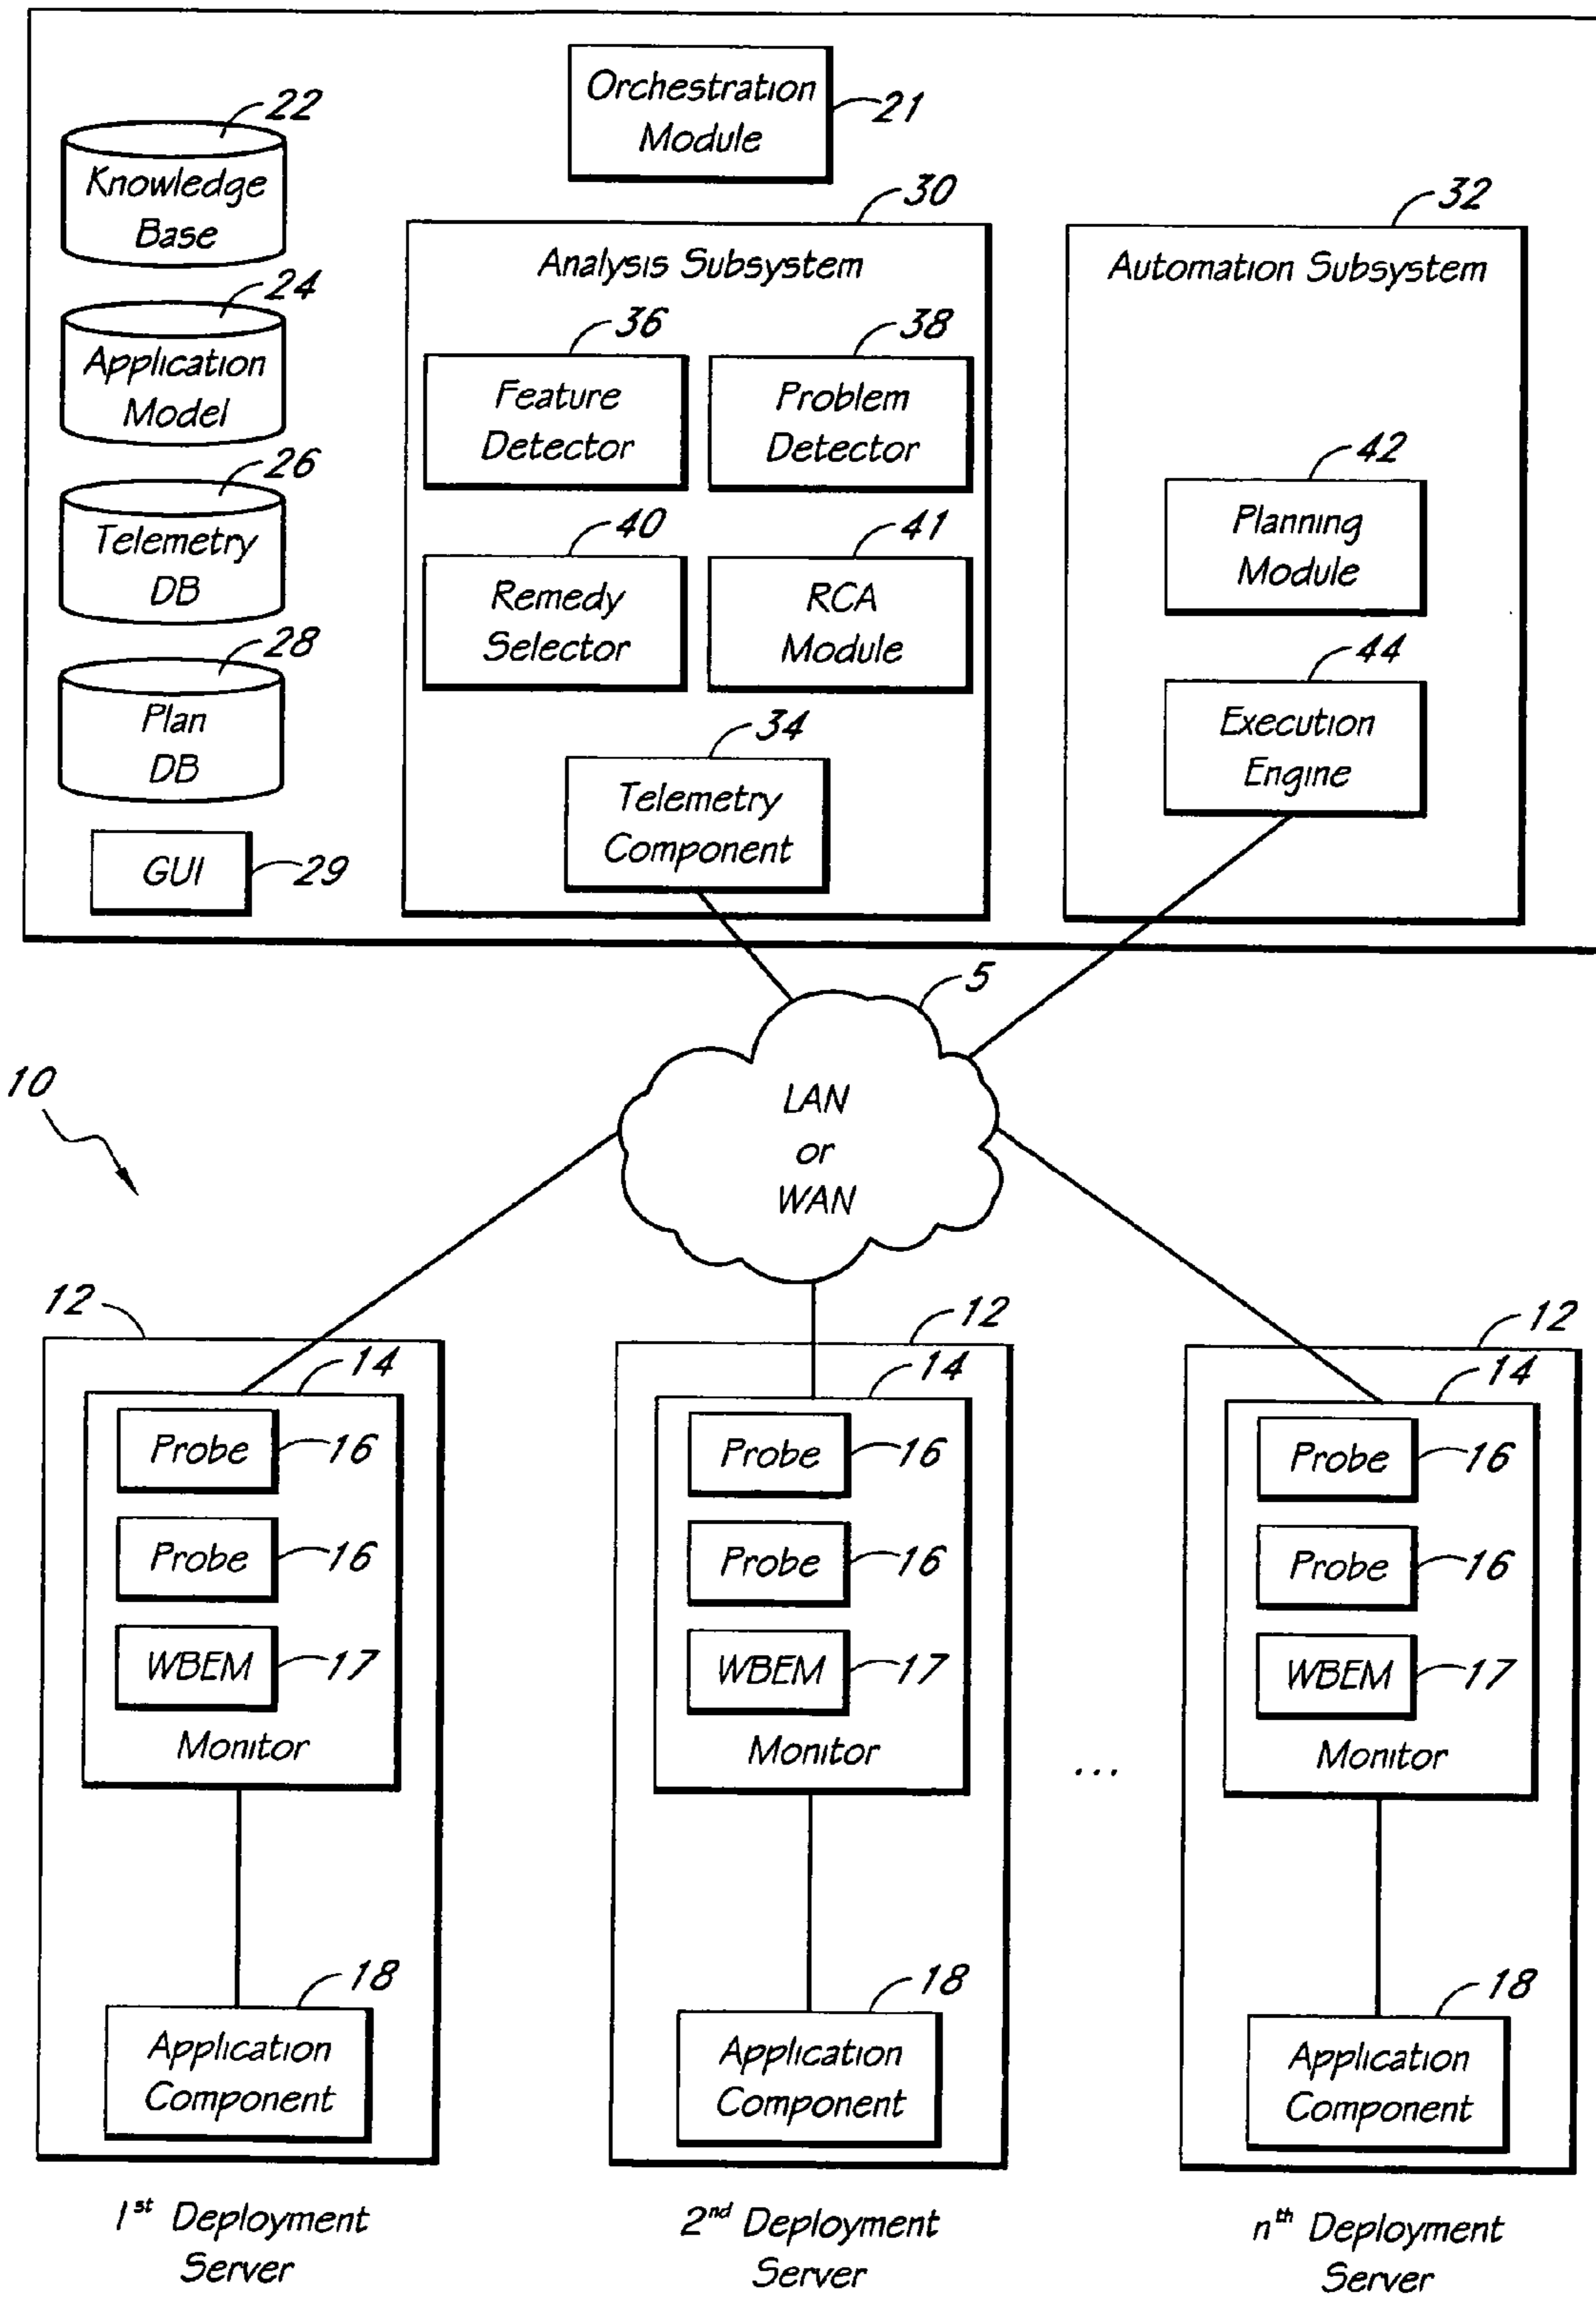 Orchestration
Module
21
22
Knowledge
Base
24
Application
Model
26
Telemetry
DB
28
Plan
DB
GUI
29
30
Analysis Subsystem
36
Feature
Detector
38
Problem
Detector
40
Remedy
Selector
41
RCA
Module
34
Telemetry
Component
32
Automation Subsystem
42
Planning
Module
44
Execution
Engine
5
LAN
or
WAN
10
12
14
Probe
16
Probe
16
WBEM
17
Monitor
18
Application
Component
1st Deployment
Server
12
14
Probe
16
Probe
16
WBEM
17
Monitor
18
Application
Component
2nd Deployment
Server
...
12
14
Probe
16
Probe
16
WBEM
17
Monitor
18
Application
Component
nth Deployment
Server